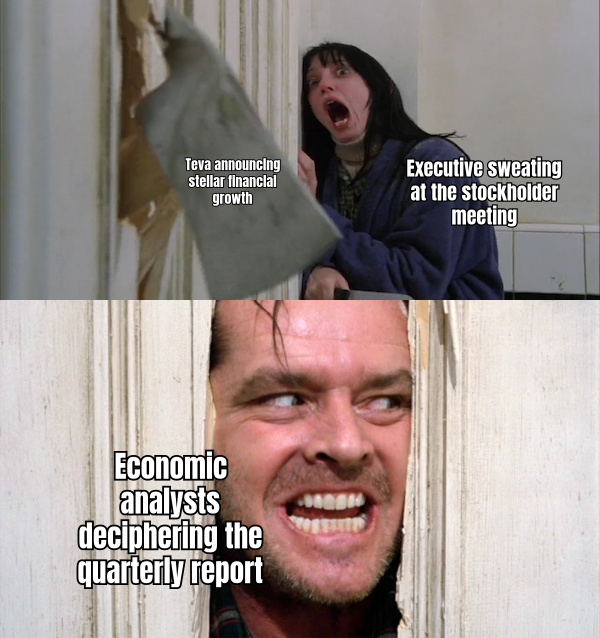 Teva announcing
stellar financial
growth
Executive sweating
at the stockholder
meeting
Economic
analysts
deciphering the
quarterly report